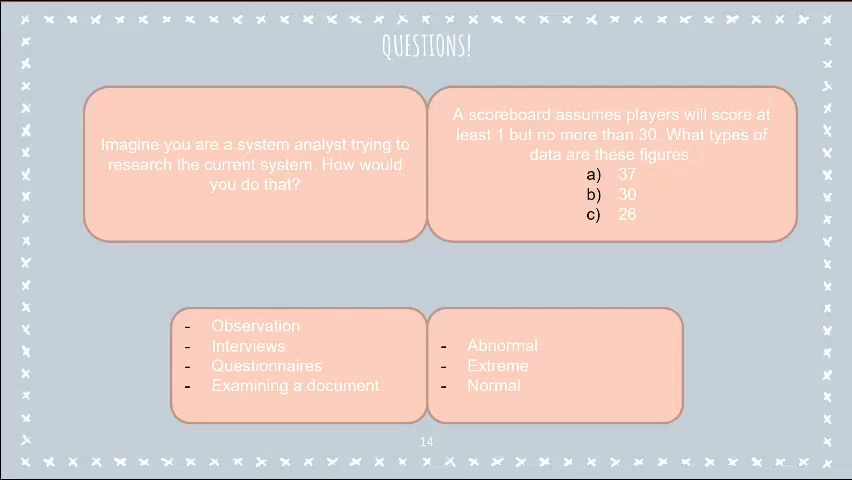 QUESTIONS!
Imagine you are a system analyst trying to
research the current system. How would
you do that?
A scoreboard assumes players will score at
least 1 but no more than 30. What types of
data are these figures.
a) 37
b) 30
c) 26
- Observation
- Interviews
- Questionnaires
- Examining a document
- Abnormal
- Extreme
- Normal
14